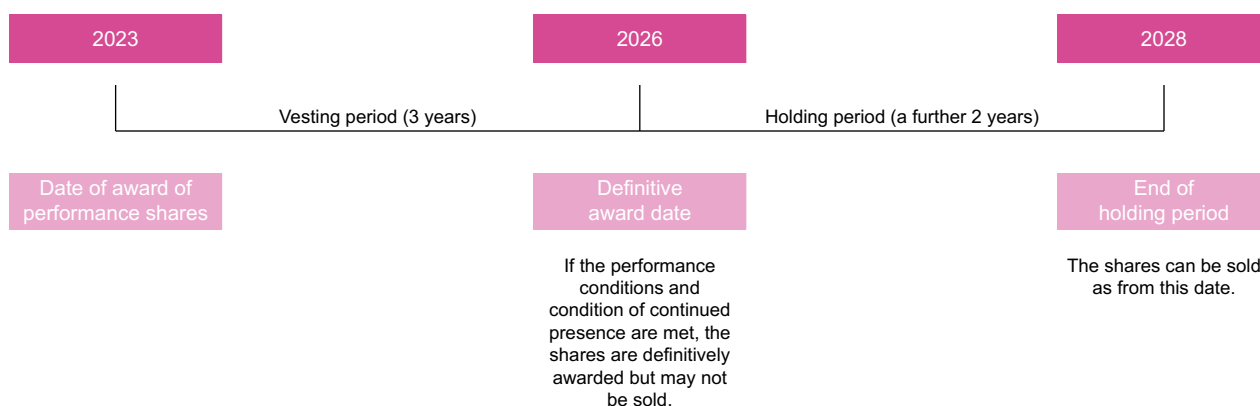 2023
2026
2028
Vesting period (3 years)
Holding period (a further 2 years)
Date of award of
performance shares
Definitive
award date
End of
holding period
If the performance
conditions and
condition of continued
presence are met, the
shares are definitively
awarded but may not
be sold.
The shares can be sold
as from this date.